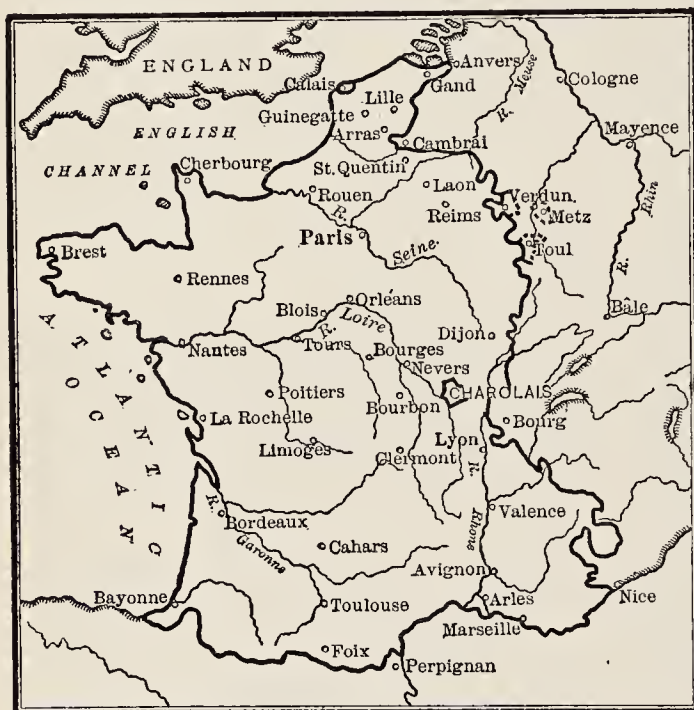 ENGLAND
Anvers
Calais
Gand
Cologne
Lille
R. Meuse
Guinegatte
ENGLISH
Arras
Mayence
Cambrai
CHANNEL
Cherbourg
St. Quentin
Laon
Rouen
Verdun
Metz
R. Rhin
Reims
R. Seine
Paris
Toul
Brest
Rennes
Orléans
Bâle
Blois
R. Loire
ATLANTIC OCEAN
Dijon
Nantes
Tours
Bourges
Nevers
Poitiers
CHAROLAIS
Bourbon
La Rochelle
Bourg
Limoges
Clermont
Lyon
R. Rhone
Valence
R. Garonne
Bordeaux
Cahars
Avignon
Bayonne
Toulouse
Arles
Nice
Marseille
Foix
Perpignan